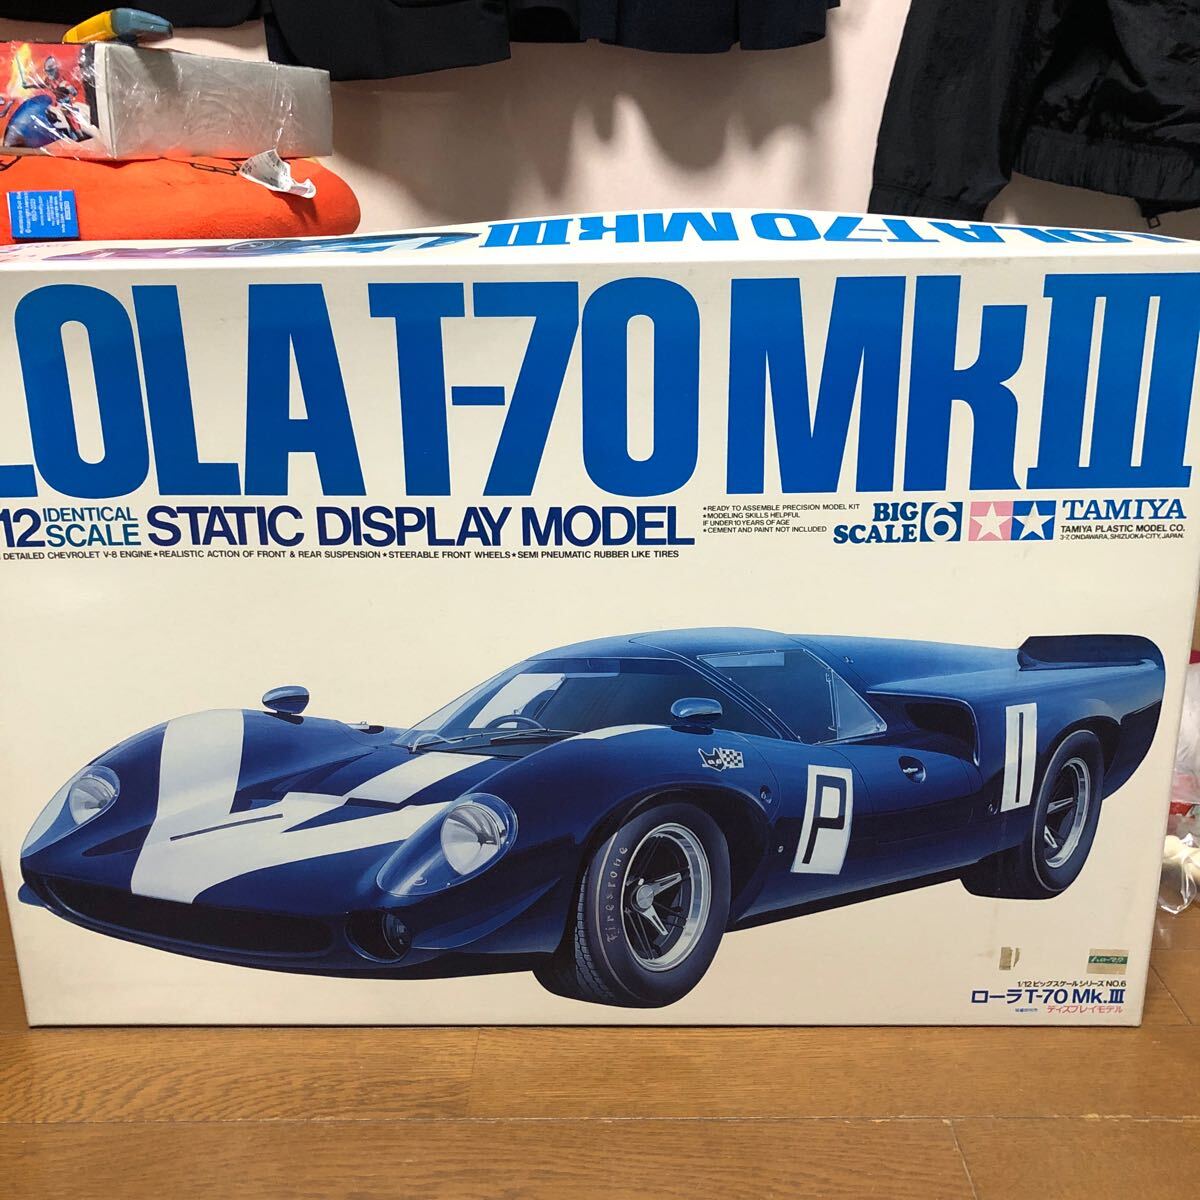 LOLA T-70 MkIII
LOLA T-70 MkIII
12 IDENTICAL SCALE STATIC DISPLAY MODEL
DETAILED CHEVROLET V-8 ENGINE★REALISTIC ACTION OF FRONT & REAR SUSPENSION★STEERABLE FRONT WHEELS★SEMI PNEUMATIC RUBBER LIKE TIRES
★READY TO ASSEMBLE PRECISION MODEL KIT
★MODELING SKILLS HELPFUL
IF UNDER 10 YEARS OF AGE
★CEMENT AND PAINT NOT INCLUDED
BIG SCALE 6
TAMIYA
TAMIYA PLASTIC MODEL CO.
3-7, ONDAWARA, SHIZUOKA-CITY, JAPAN.
1
P
1
Firestone
1/12 ビッグスケールシリーズ NO.6
ローラ T-70 Mk.III
ディスプレイモデル